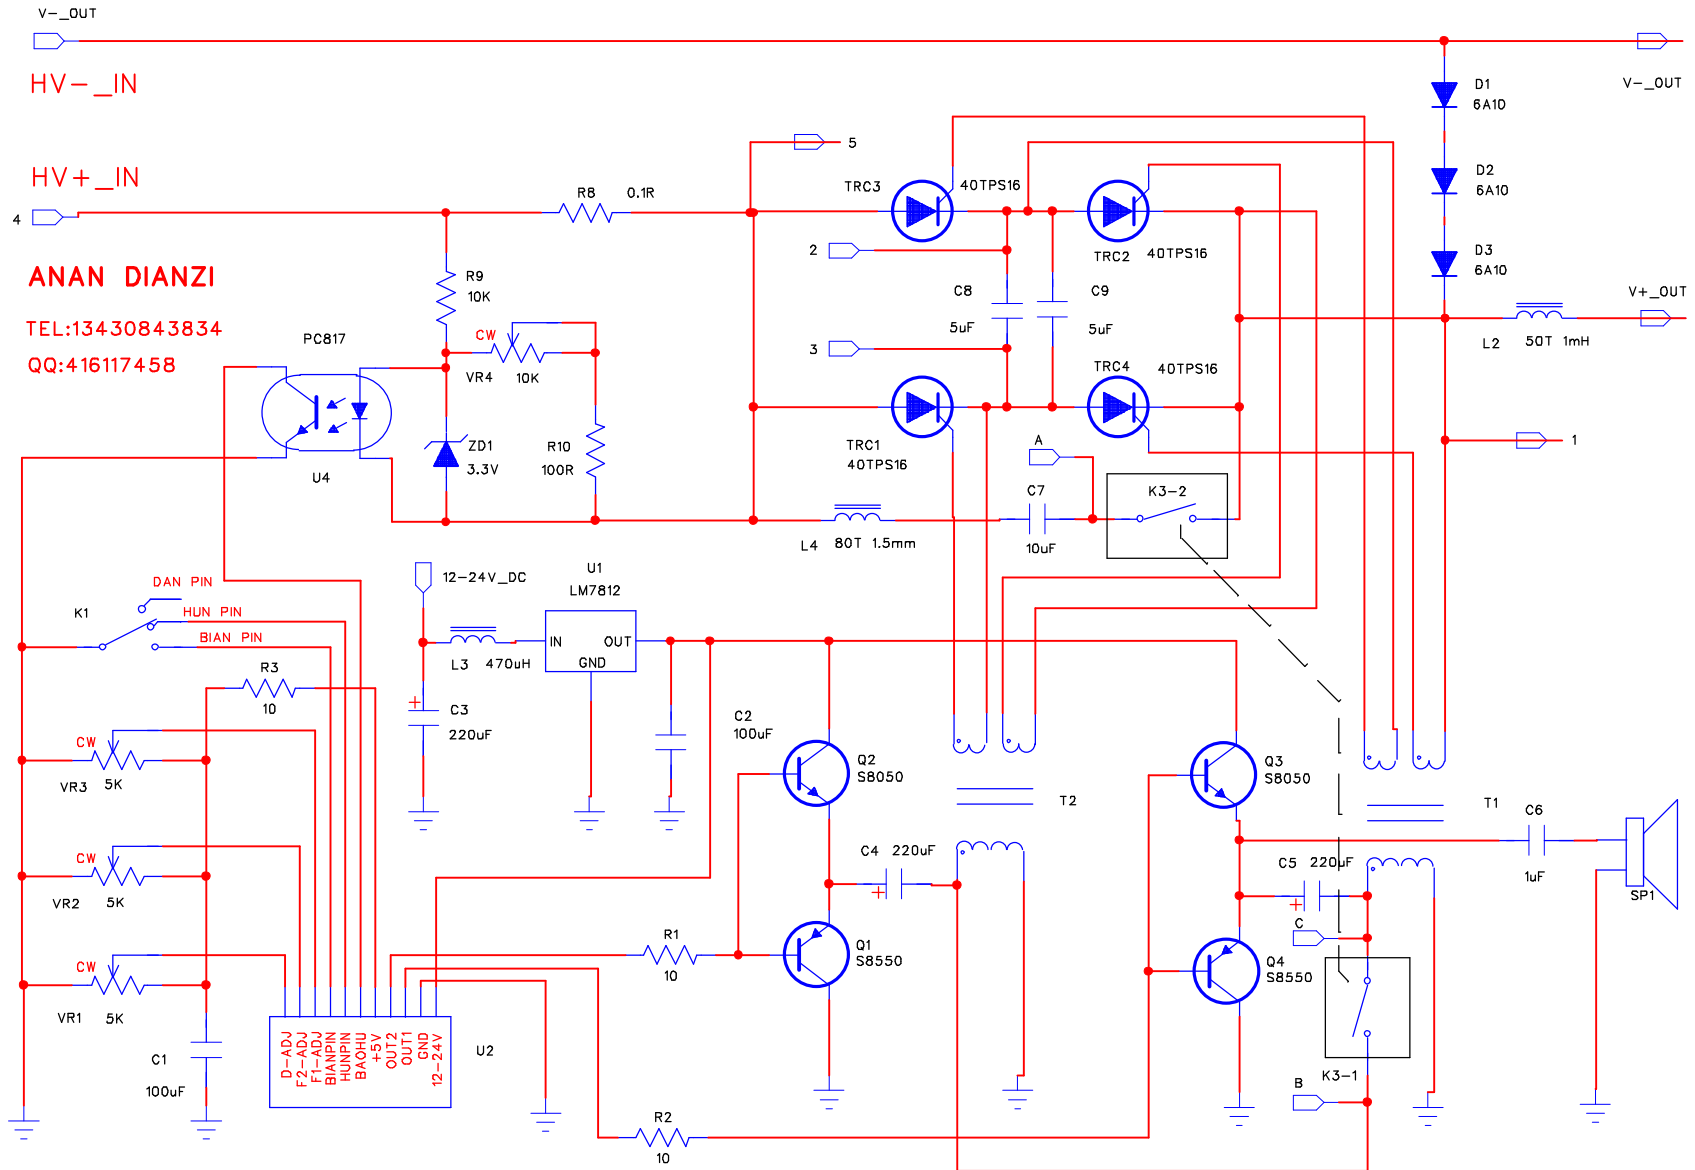 V-_OUT
HV-_IN
V-_OUT
D1
6A10
5
HV+_IN
R8 0.1R
TRC3
40TPS16
D2
6A10
4
2
TRC2 40TPS16
D3
6A10
ANAN DIANZI
R9
10K
C8
5uF
C9
5uF
V+_OUT
TEL:13430843834
PC817
CW
3
L2 50T 1mH
QQ:416117458
VR4 10K
TRC4 40TPS16
ZD1
3.3V
R10
100R
TRC1
40TPS16
A
1
U4
C7
10uF
K3-2
L4 80T 1.5mm
12-24V_DC
U1
LM7812
DAN PIN
K1
HUN PIN
BIAN PIN
IN OUT
GND
L3 470uH
R3
10
C3
220uF
C2
100uF
CW
VR3 5K
Q2
S8050
Q3
S8050
T2
T1
C6
1uF
CW
VR2 5K
C4 220uF
C5 220uF
SP1
R1
10
Q1
S8550
C
Q4
S8550
CW
VR1 5K
C1
100uF
D-ADJ
F2-ADJ
F1-ADJ
BIANPIN
HUNPIN
BAOHU
+5V
OUT2
OUT1
GND
12-24V
U2
K3-1
B
R2
10